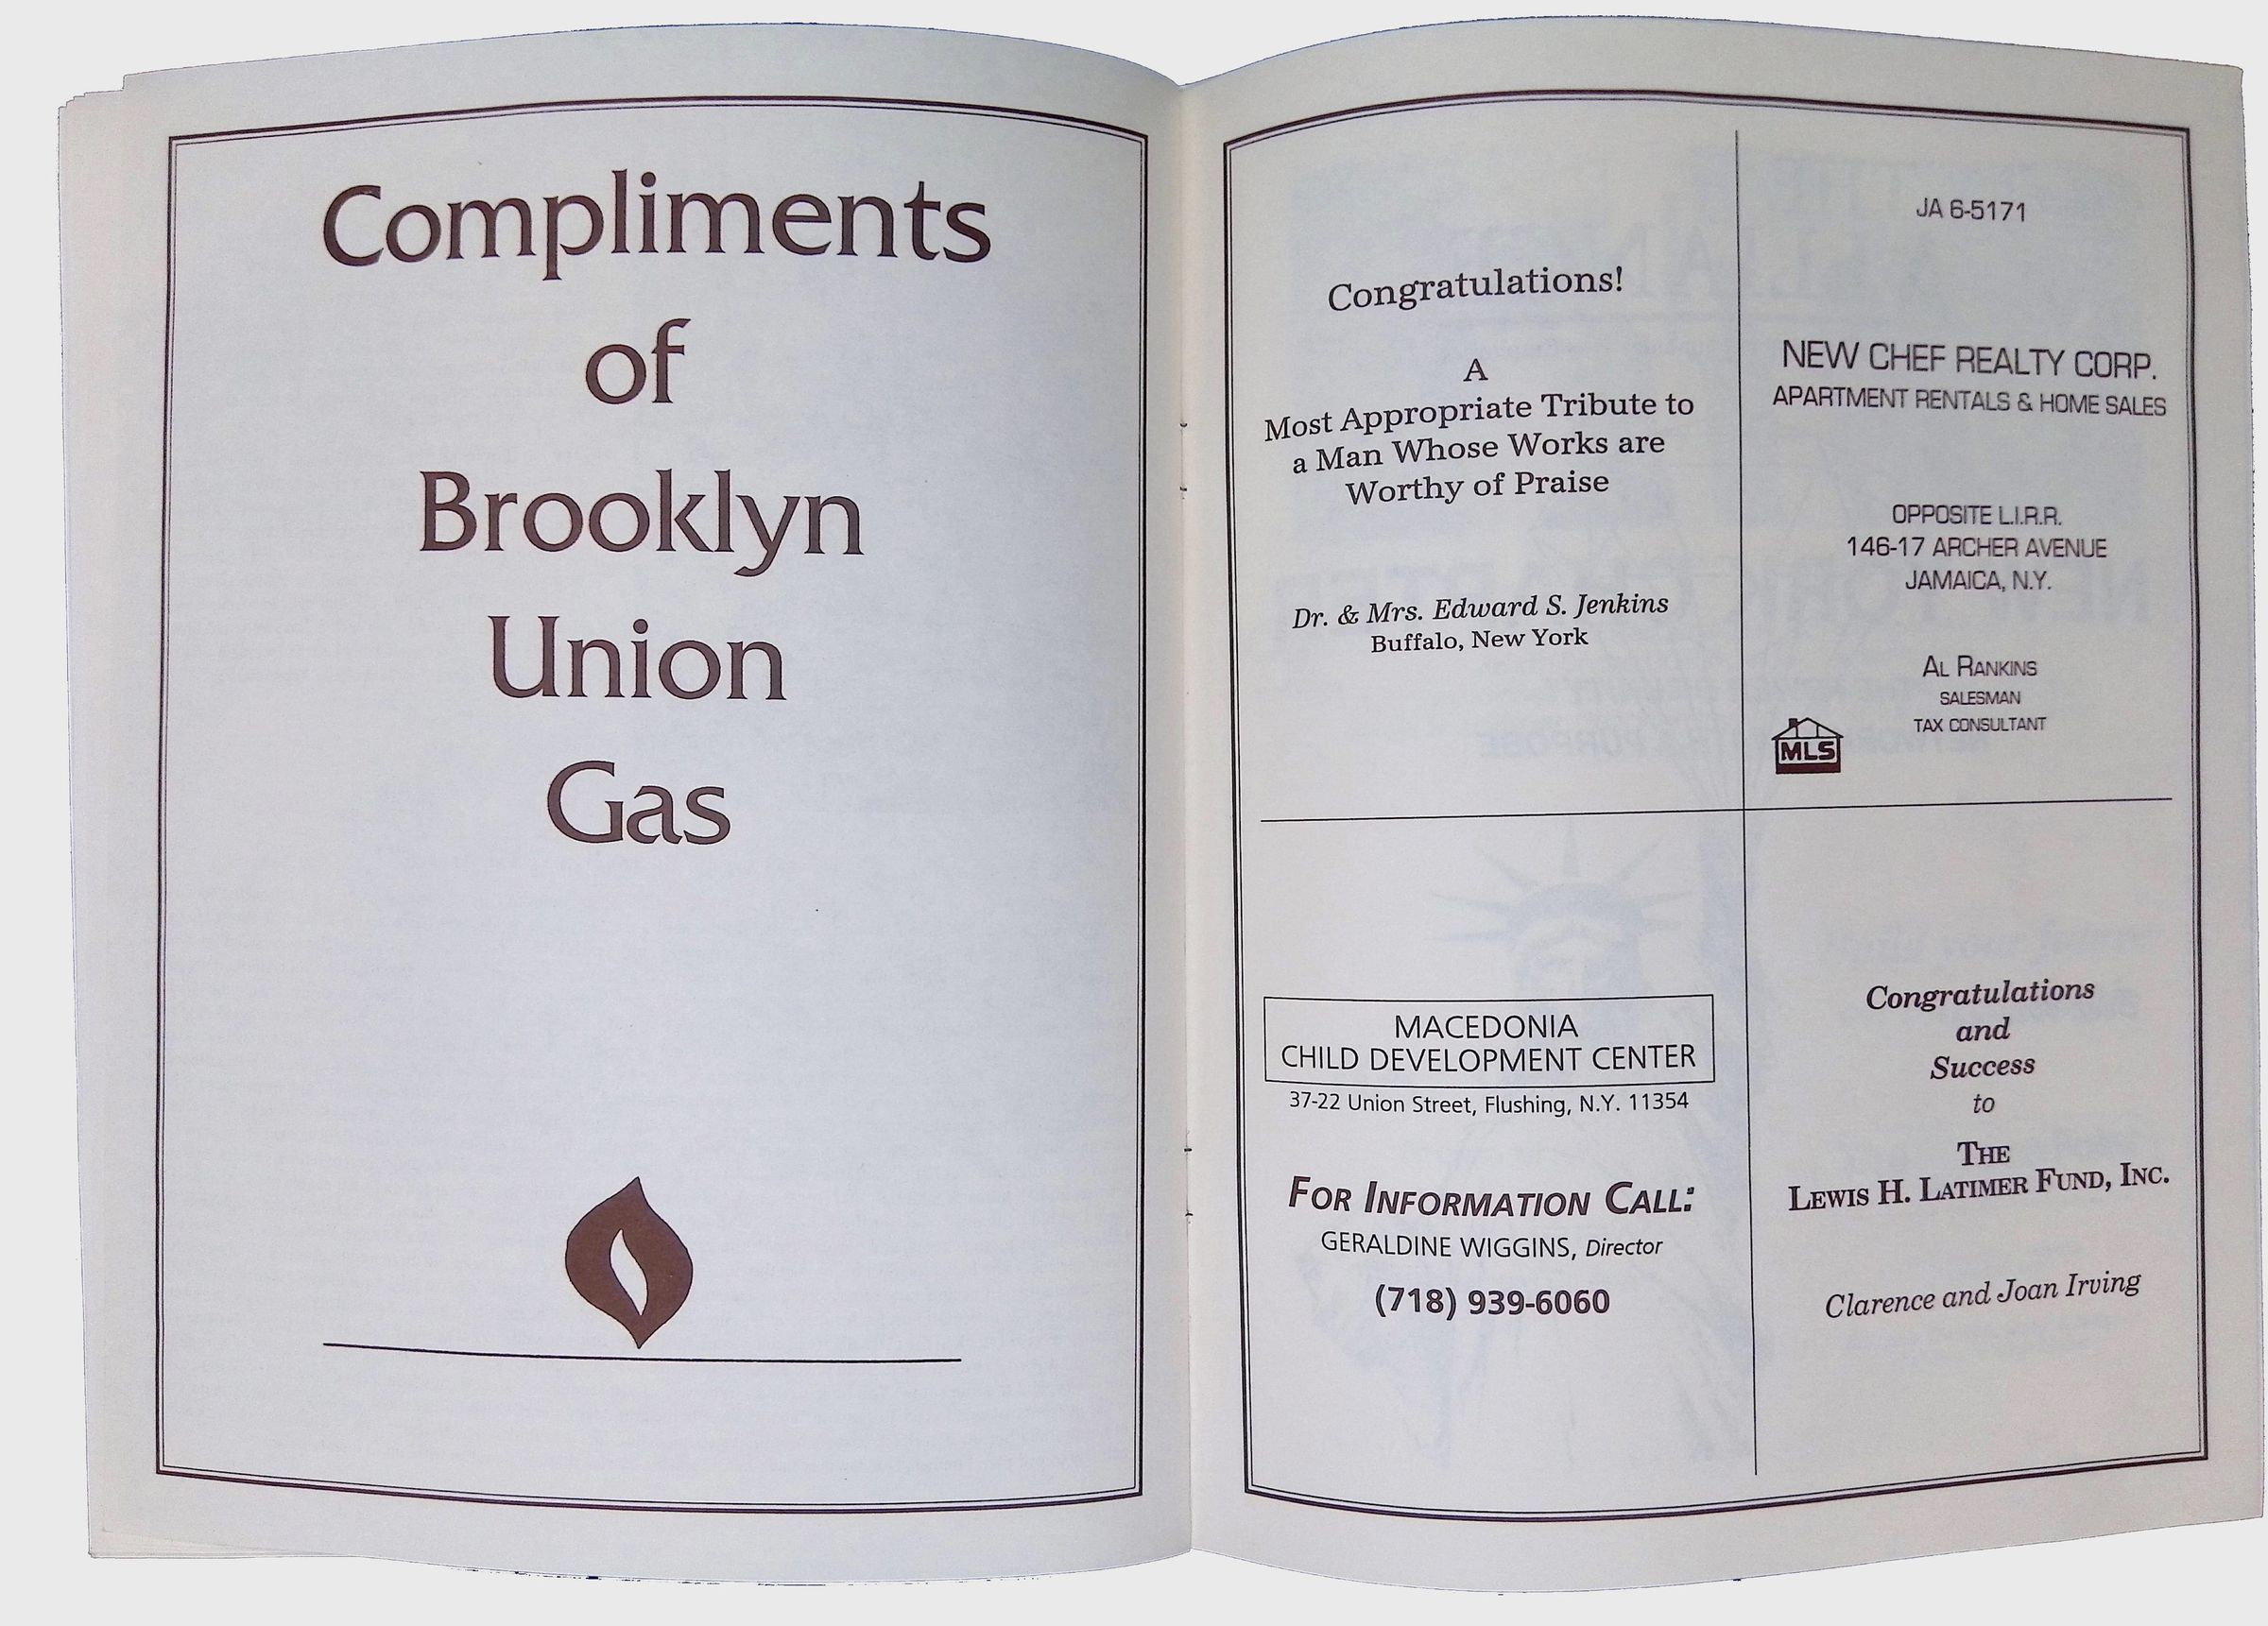 Compliments
of
Brooklyn
Union
Gas
Congratulations!
A
Most Appropriate Tribute to
a Man Whose Works are
Worthy of Praise
Dr. & Mrs. Edward S. Jenkins
Buffalo, New York
JA 6-5171
NEW CHEF REALTY CORP.
APARTMENT RENTALS & HOME SALES
OPPOSITE L.I.R.R.
146-17 ARCHER AVENUE
JAMAICA, N.Y.
AL RANKINS
SALESMAN
TAX CONSULTANT
MLS
MACEDONIA
CHILD DEVELOPMENT CENTER
37-22 Union Street, Flushing, N.Y. 11354
FOR INFORMATION CALL:
GERALDINE WIGGINS, Director
(718) 939-6060
Congratulations
and
Success
to
THE
LEWIS H. LATIMER FUND, INC.
Clarence and Joan Irving